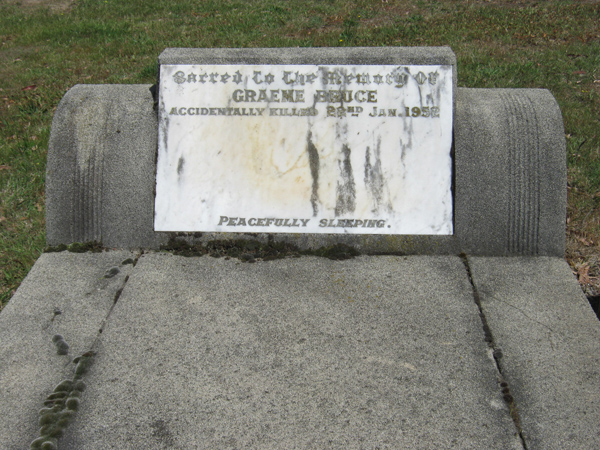 Sacred To The Memory Of
GRAEME BRUCE
ACCIDENTALLY KILLED 22ND JAN. 1952
PEACEFULLY SLEEPING.